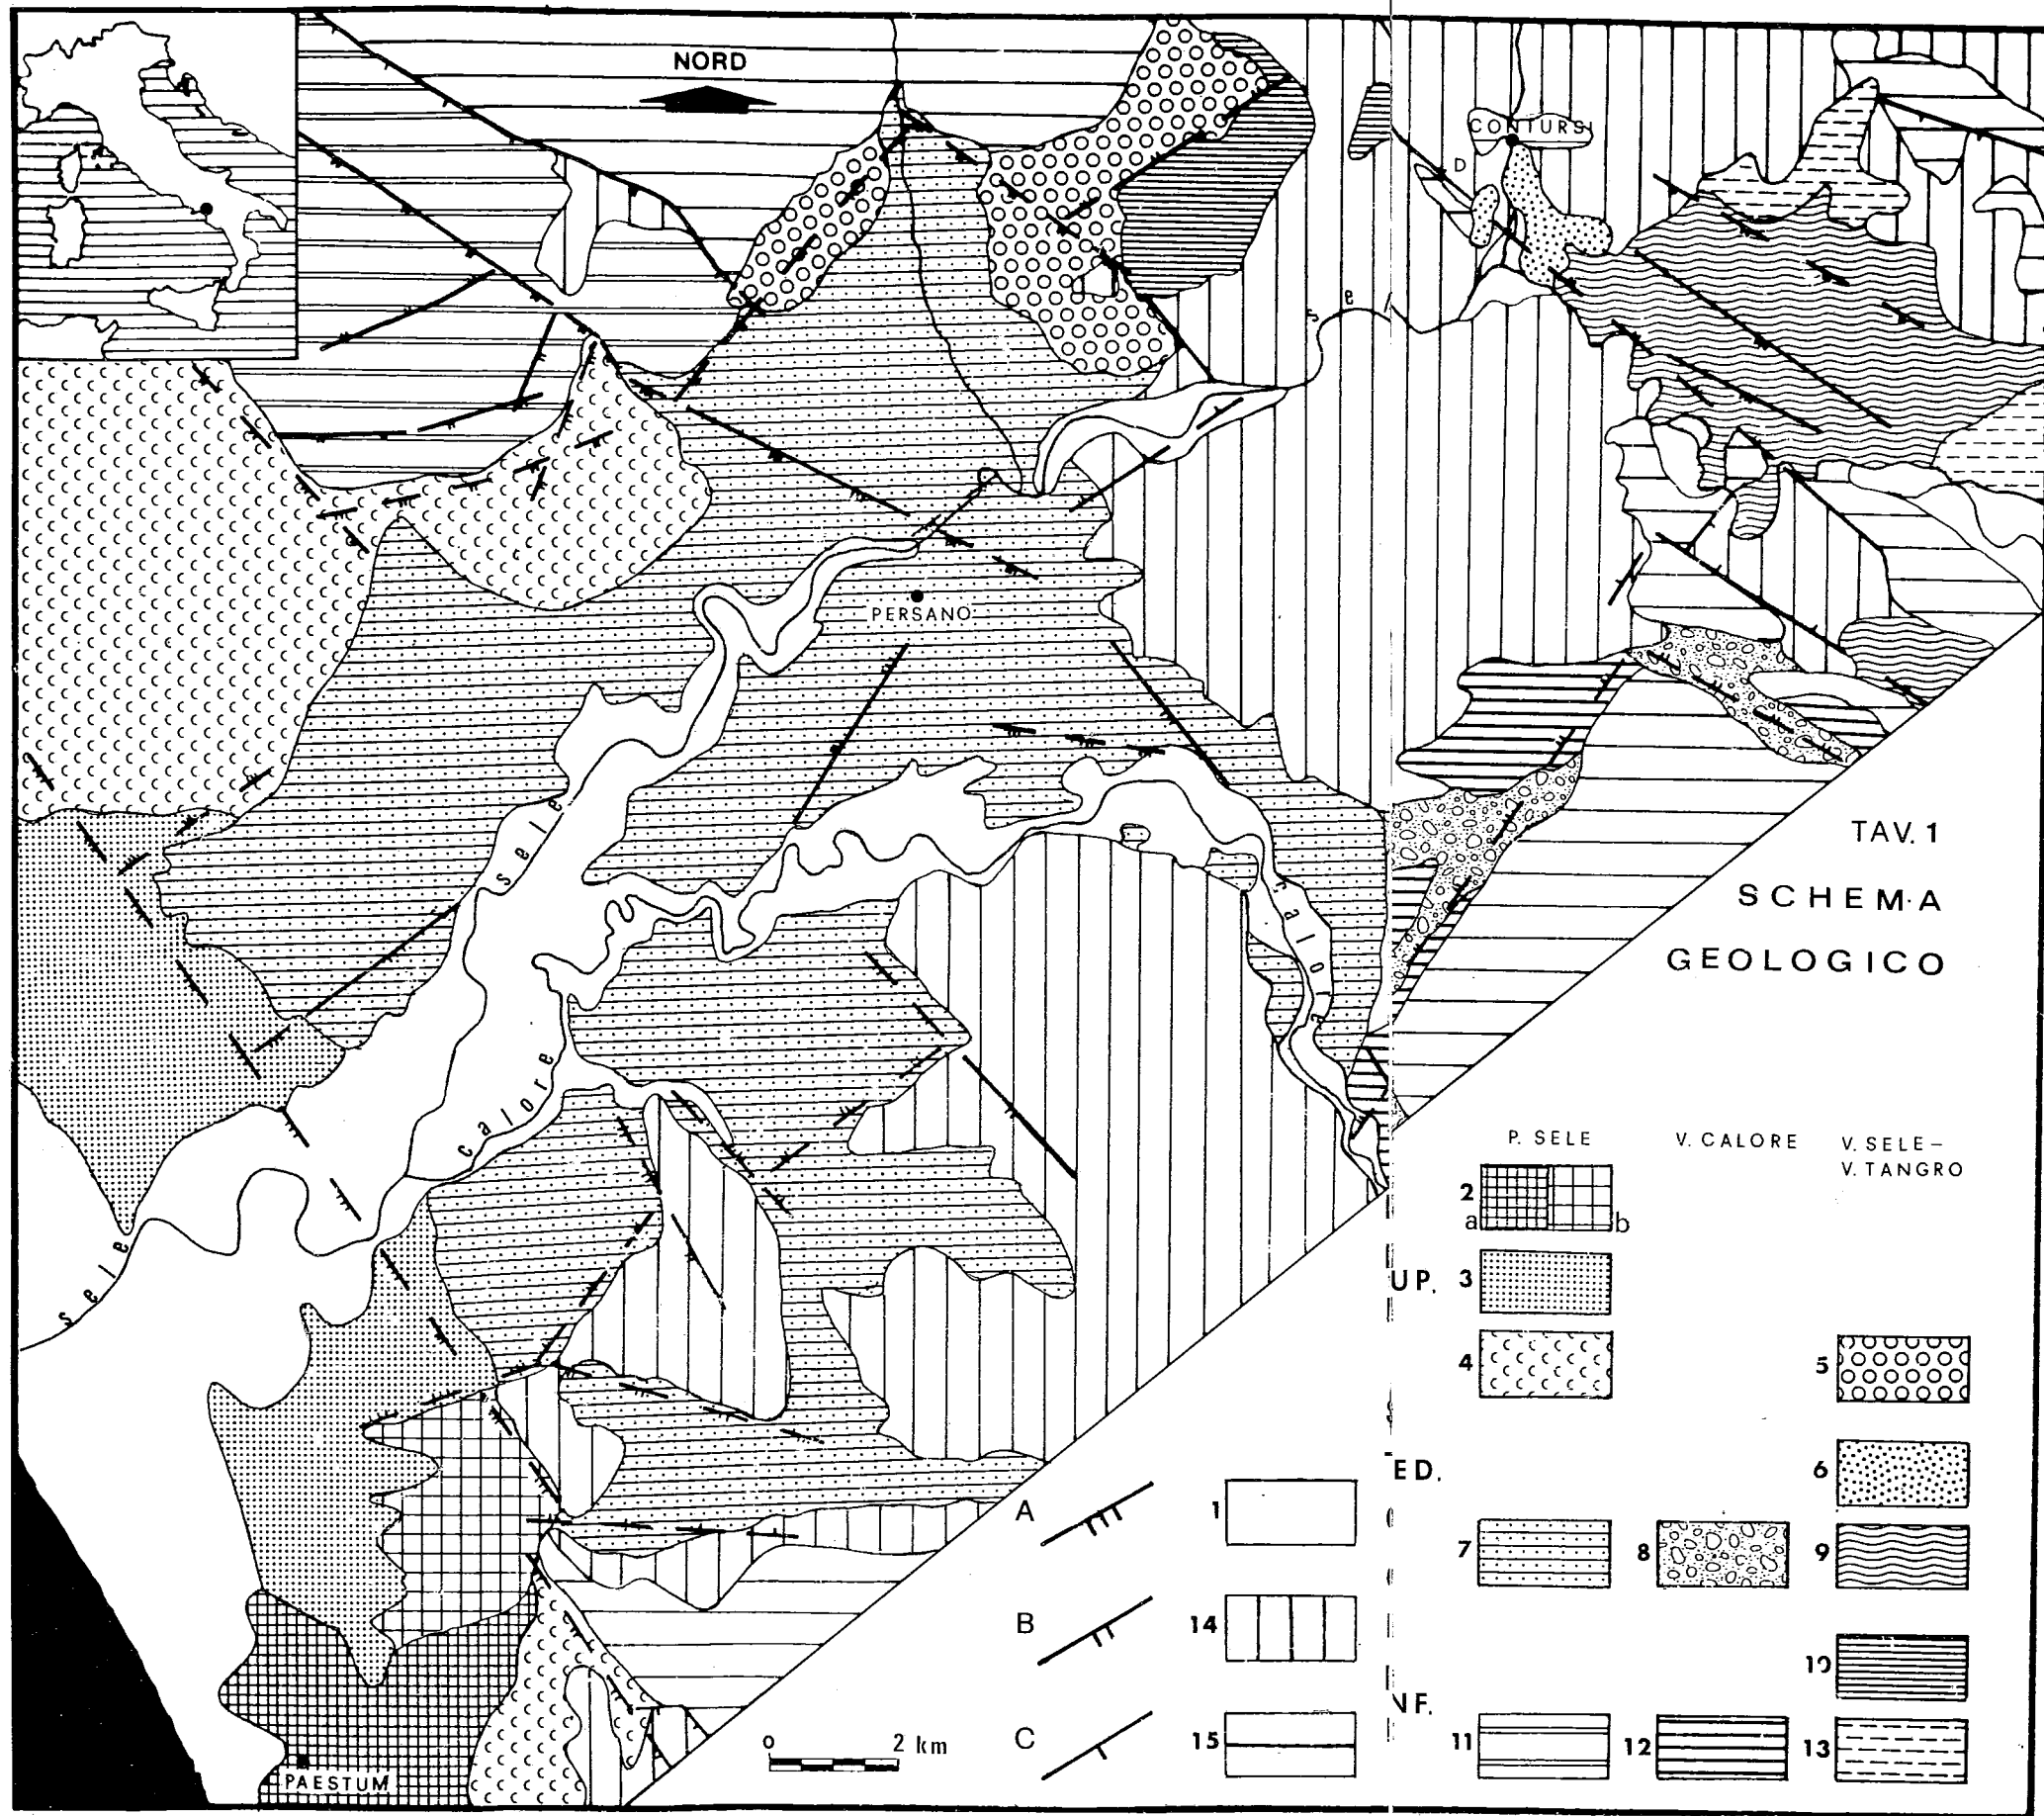 NORD
CONTURSI
D
s
e
PERSANO
sele
calore
calore
sele
PAESTUM
TAV. 1
SCHEMA
GEOLOGICO
P. SELE
V. CALORE
V. SELE–
V. TANGRO
2
a
b
UP.
3
4
5
ED.
6
7
8
9
10
NF.
11
12
13
A
1
B
14
C
15
0
2 km